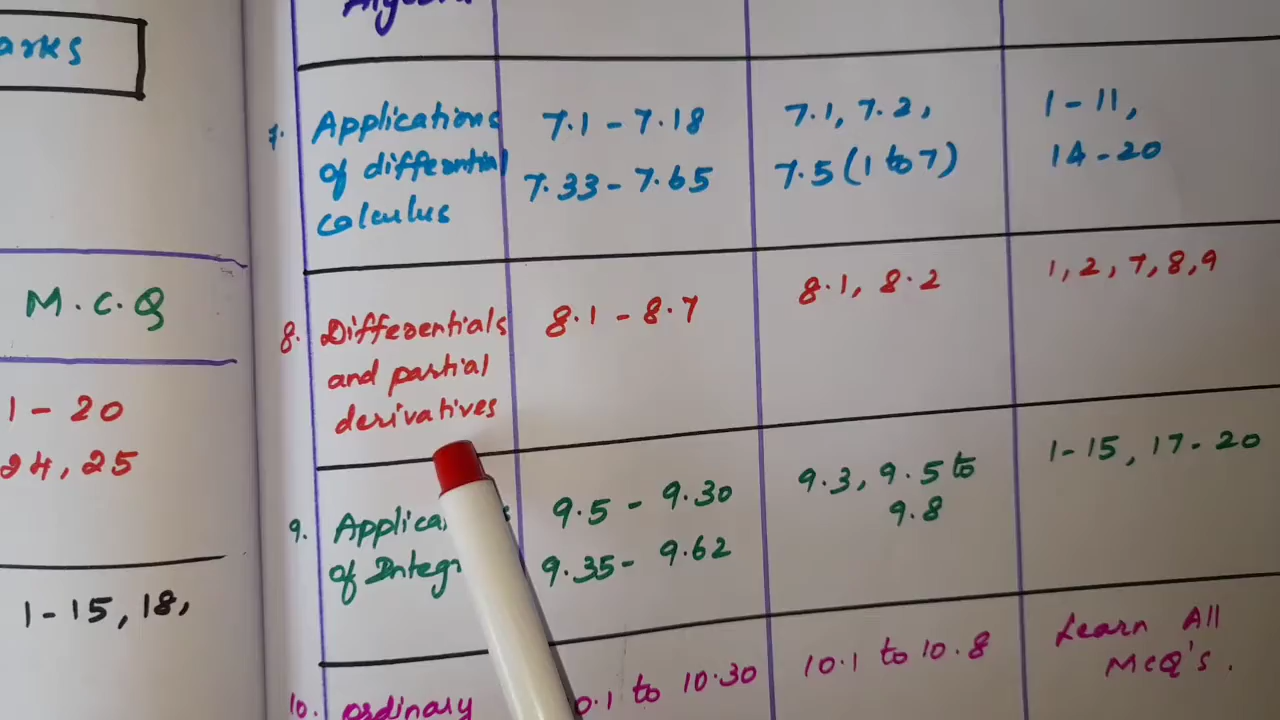 M.C.Q
1 - 20
24, 25
1 - 15, 18,
Algebra
7. Applications of differential calculus
7.1 - 7.18
7.33 - 7.65
7.1, 7.2,
7.5 (1 to 7)
1 - 11,
14 - 20
8. Differentials and partial derivatives
8.1 - 8.7
8.1, 8.2
1, 2, 7, 8, 9
9.
of
9.5 - 9.30
9.35 - 9.62
9.3, 9.5 to
9.8
1-15, 17-20
10. Ordinary
to 10.30
10.1 to 10.8
Learn All
MCQ's.